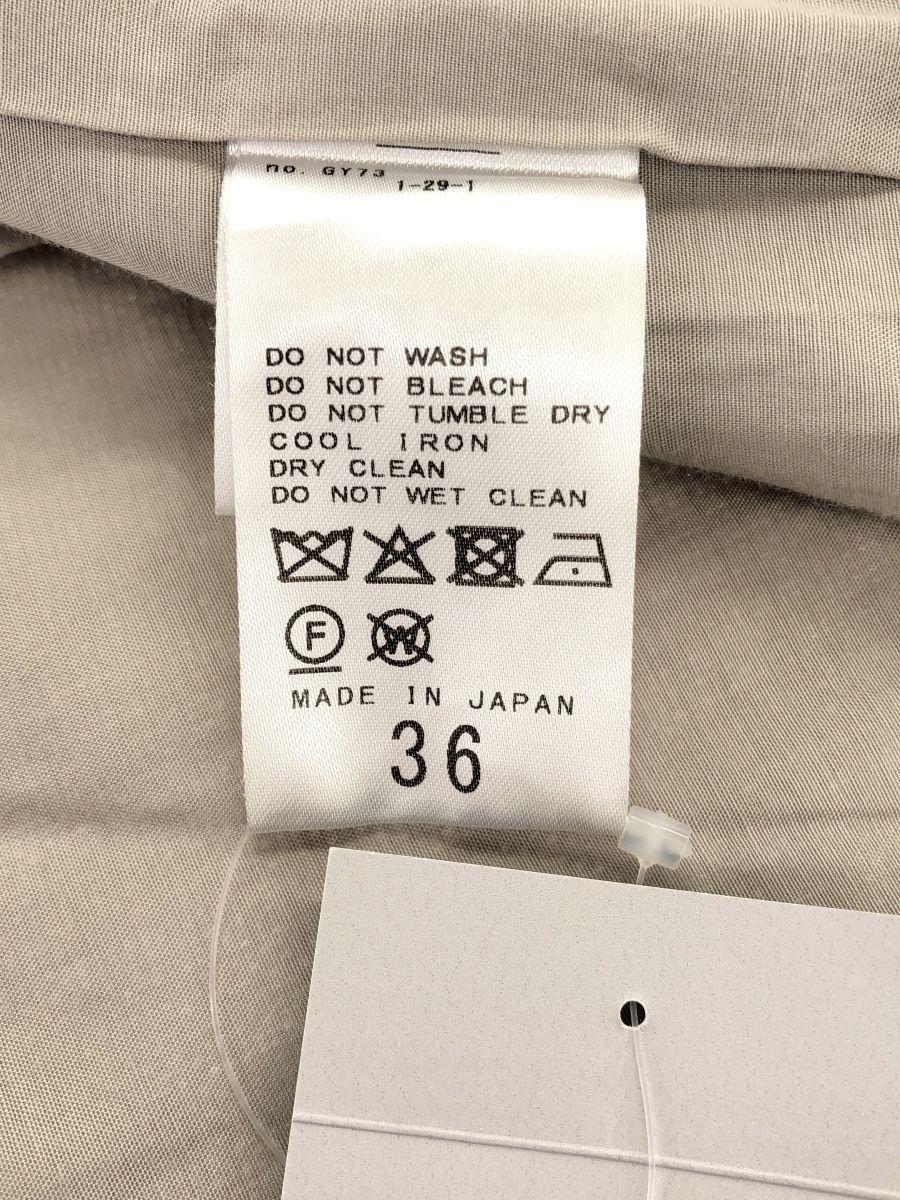 no. GY73
1-29-1
DO NOT WASH
DO NOT BLEACH
DO NOT TUMBLE DRY
COOL IRON
DRY CLEAN
DO NOT WET CLEAN
F W
MADE IN JAPAN
36